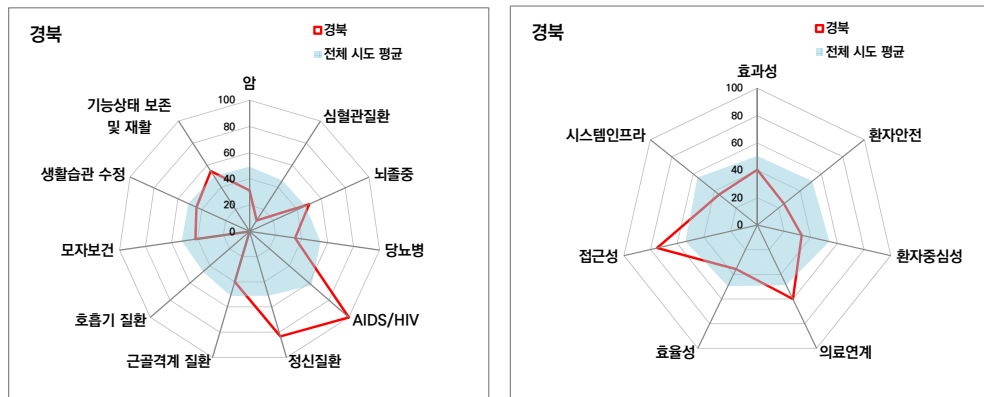 경북
경북
전체 시도 평균
암
100
80
60
40
20
0
심혈관질환
뇌졸중
당뇨병
AIDS/HIV
정신질환
근골격계 질환
호흡기 질환
모자보건
생활습관 수정
기능상태 보존
및 재활
경북
경북
전체 시도 평균
효과성
100
80
60
40
20
0
환자안전
환자중심성
의료연계
효율성
접근성
시스템인프라